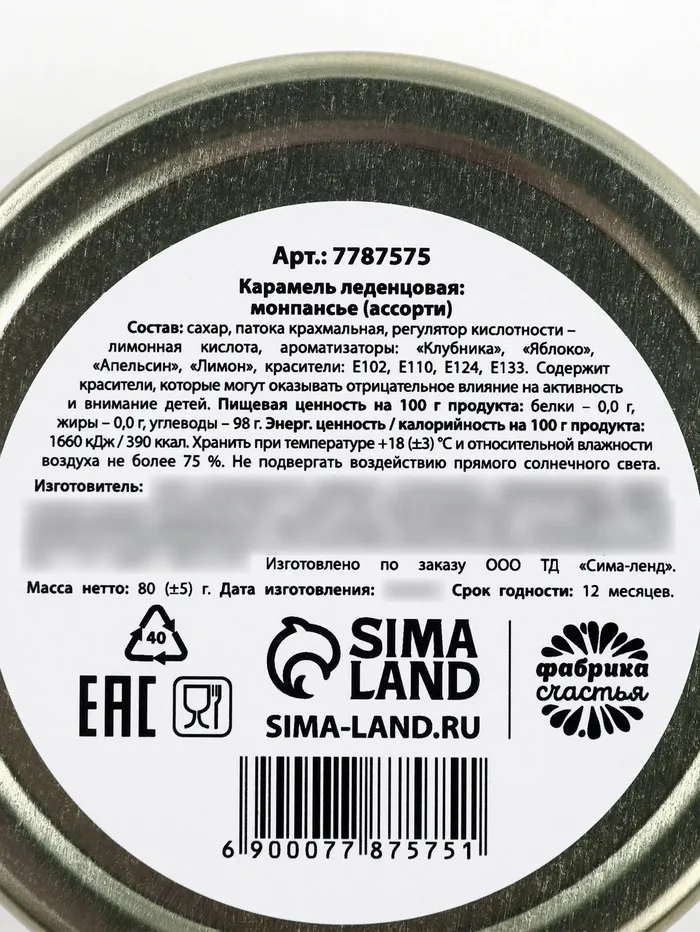 Арт.: 7787575
Карамель леденцовая:
монпансье (ассорти)
Состав: сахар, патока крахмальная, регулятор кислотности –
лимонная кислота, ароматизаторы: «Клубника», «Яблоко»,
«Апельсин», «Лимон», красители: Е102, Е110, Е124, Е133. Содержит
красители, которые могут оказывать отрицательное влияние на активность
и внимание детей. Пищевая ценность на 100 г продукта: белки – 0,0 г,
жиры – 0,0 г, углеводы – 98 г. Энерг. ценность / калорийность на 100 г продукта:
1660 кДж / 390 ккал. Хранить при температуре +18 (±3) °С и относительной влажности
воздуха не более 75 %. Не подвергать воздействию прямого солнечного света.
Изготовитель:
Изготовлено по заказу ООО ТД «Сима-ленд».
Масса нетто: 80 (±5) г. Дата изготовления: Срок годности: 12 месяцев.
40
EAC
SIMA
LAND
SIMA-LAND.RU
фабрика
счастья
6 900077 875751